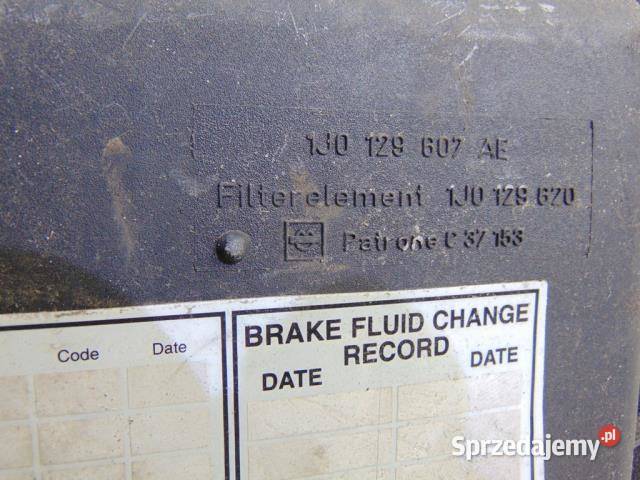 1J0 129 607 AE
Filterelement 1J0 129 620
Patrone C 37 153
Code Date
BRAKE FLUID CHANGE
RECORD
DATE DATE
Sprzedajemy.pl